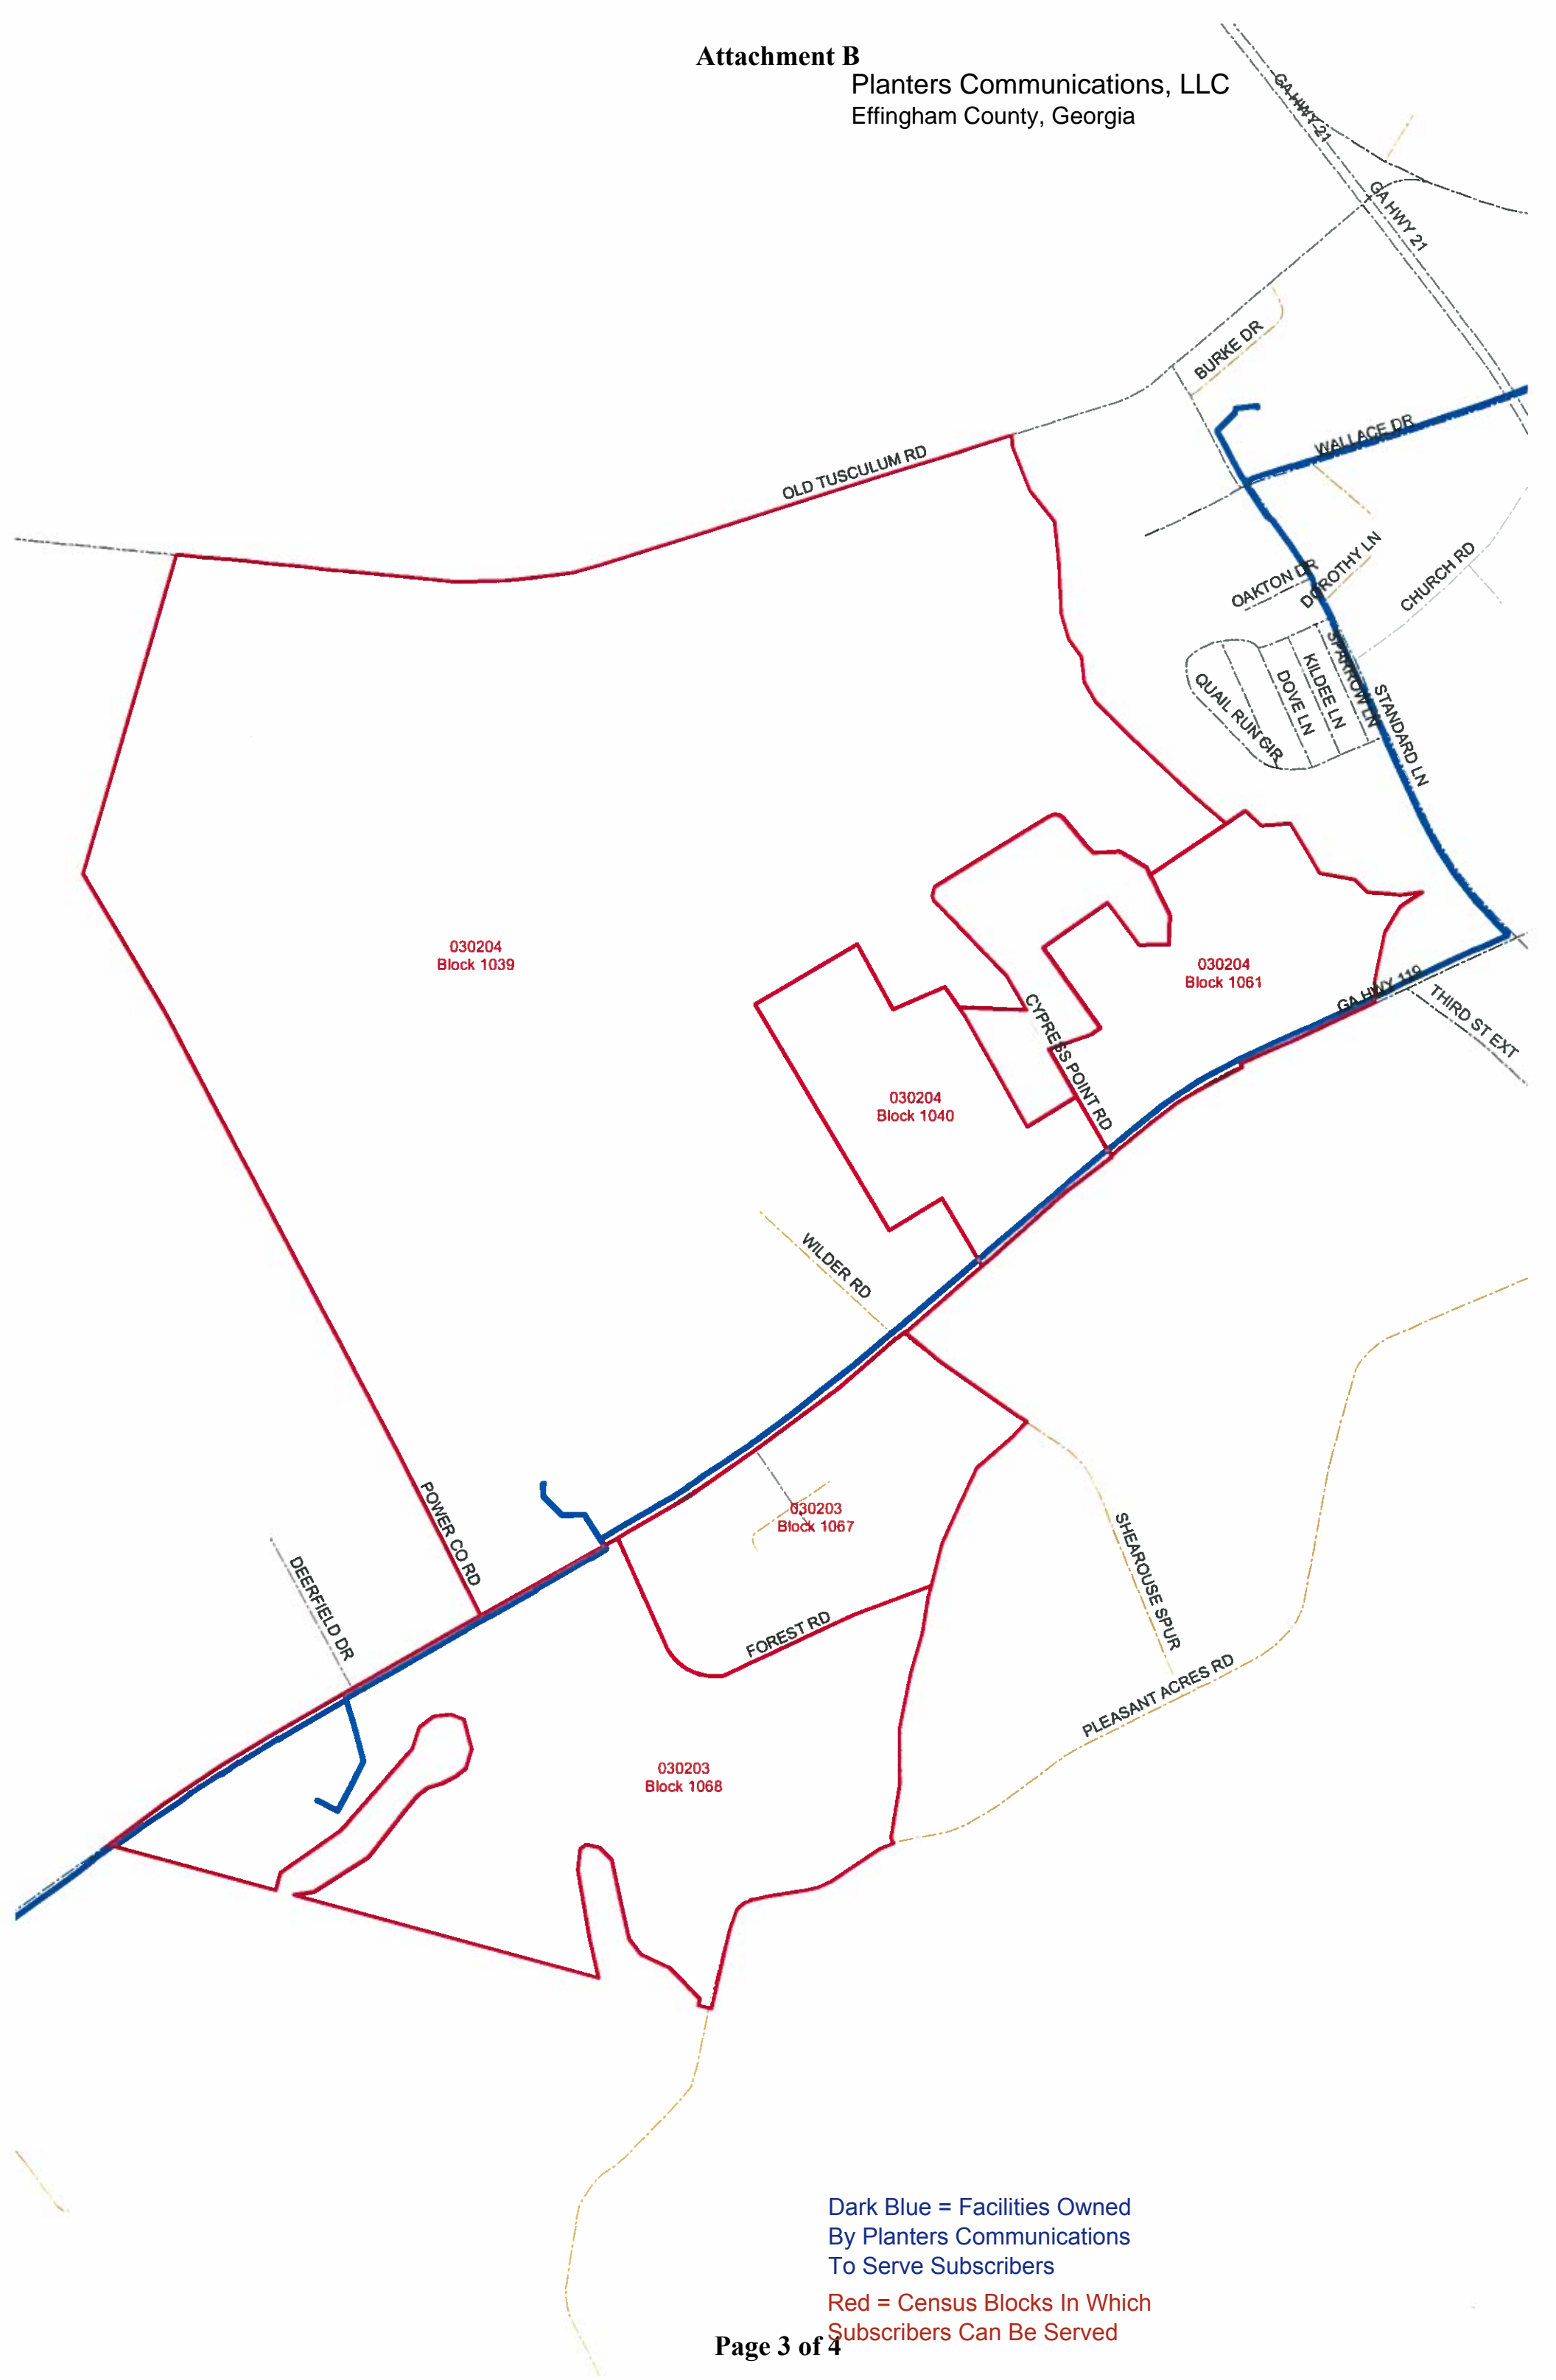 Attachment B
Planters Communications, LLC
Effingham County, Georgia
GA HWY 21
GA HWY 21
BURKE DR
WALLACE DR
OLD TUSCULUM RD
OAKTON DR
DOROTHY LN
CHURCH RD
SPARROW LN
KILDEE LN
DOVE LN
QUAIL RUN CIR
STANDARD LN
030204
Block 1039
030204
Block 1061
GA HWY 119
THIRD ST EXT
CYPRESS POINT RD
030204
Block 1040
WILDER RD
POWER CO RD
030203
Block 1067
SHEAROUSE SPUR
DEERFIELD DR
FOREST RD
PLEASANT ACRES RD
030203
Block 1068
Dark Blue = Facilities Owned
By Planters Communications
To Serve Subscribers
Red = Census Blocks In Which
Subscribers Can Be Served
Page 3 of 4